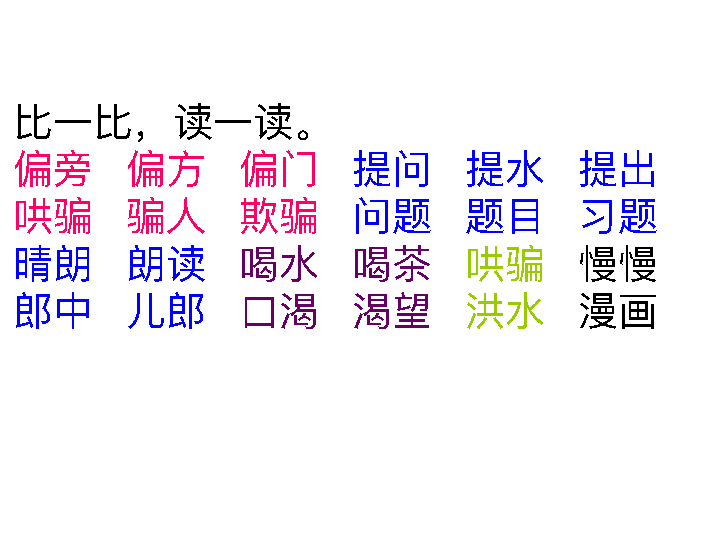 比一比，读一读。
偏旁 偏方 偏门 提问 提水 提出
哄骗 骗人 欺骗 问题 题目 习题
晴朗 朗读 喝水 喝茶 哄骗 慢慢
郎中 儿郎 口渴 渴望 洪水 漫画